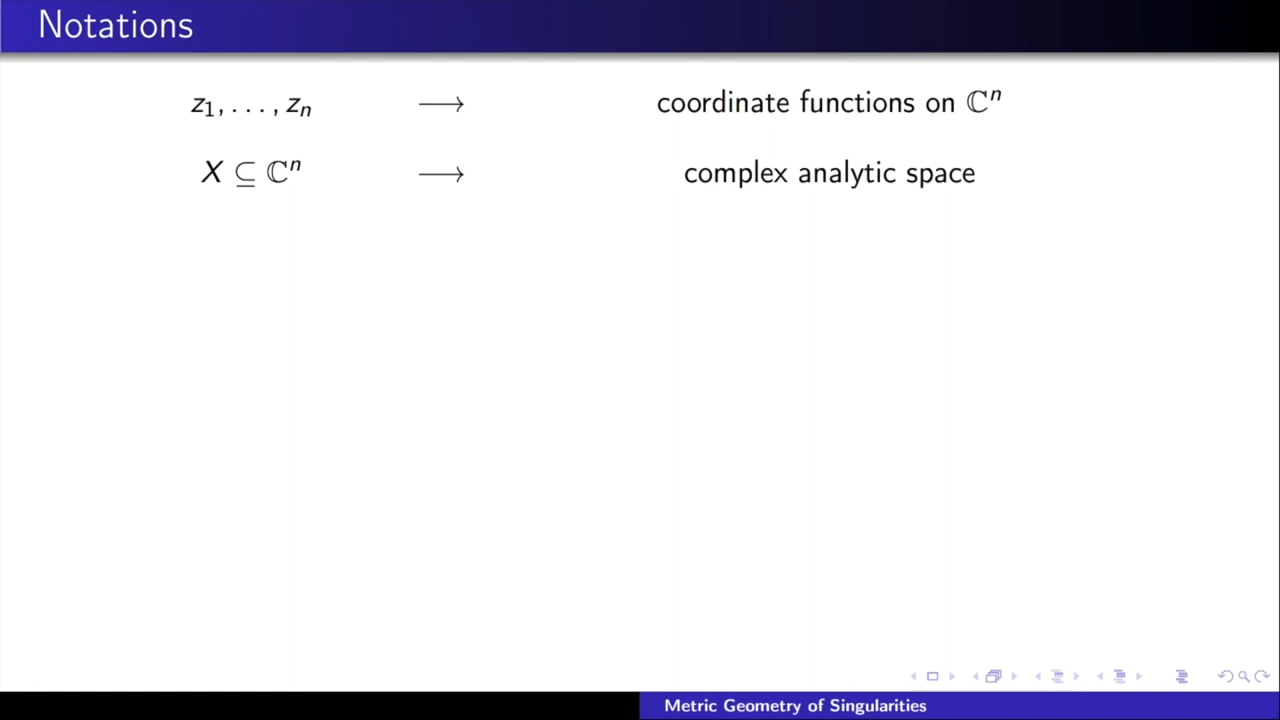 Notations
z₁, . . . , zₙ ⟶ coordinate functions on ℂⁿ
X ⊆ ℂⁿ ⟶ complex analytic space
Metric Geometry of Singularities